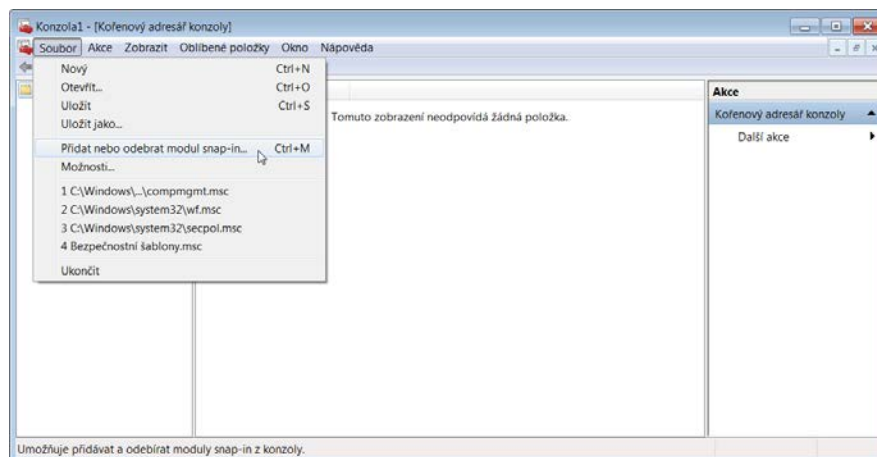 Konzola1 - [Kořenový adresář konzoly]
Soubor Akce Zobrazit Oblíbené položky Okno Nápověda
Nový Ctrl+N
Otevřít... Ctrl+O
Uložit Ctrl+S
Uložit jako...
Přidat nebo odebrat modul snap-in... Ctrl+M
Možnosti...
1 C:\Windows\...\compmgmt.msc
2 C:\Windows\system32\wf.msc
3 C:\Windows\system32\secpol.msc
4 Bezpečnostní šablony.msc
Ukončit
Tomuto zobrazení neodpovídá žádná položka.
Akce
Kořenový adresář konzoly
Další akce
Umožňuje přidávat a odebírat moduly snap-in z konzoly.